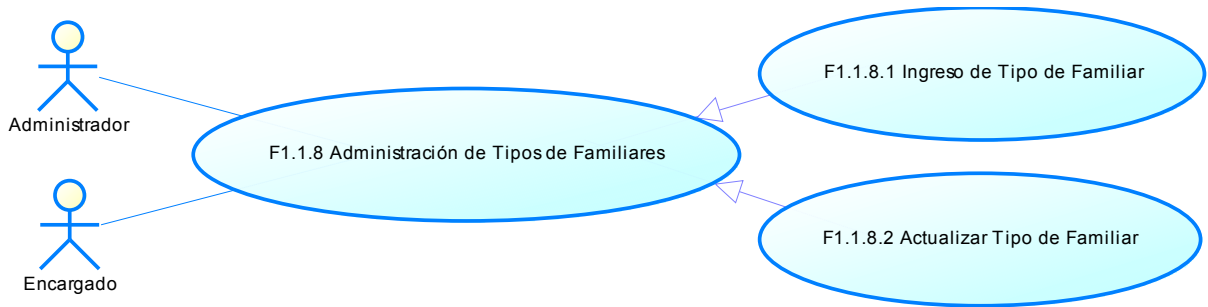 F1.1.8.1 Ingreso de Tipo de Familiar
Administrador
F1.1.8 Administración de Tipos de Familiares
F1.1.8.2 Actualizar Tipo de Familiar
Encargado